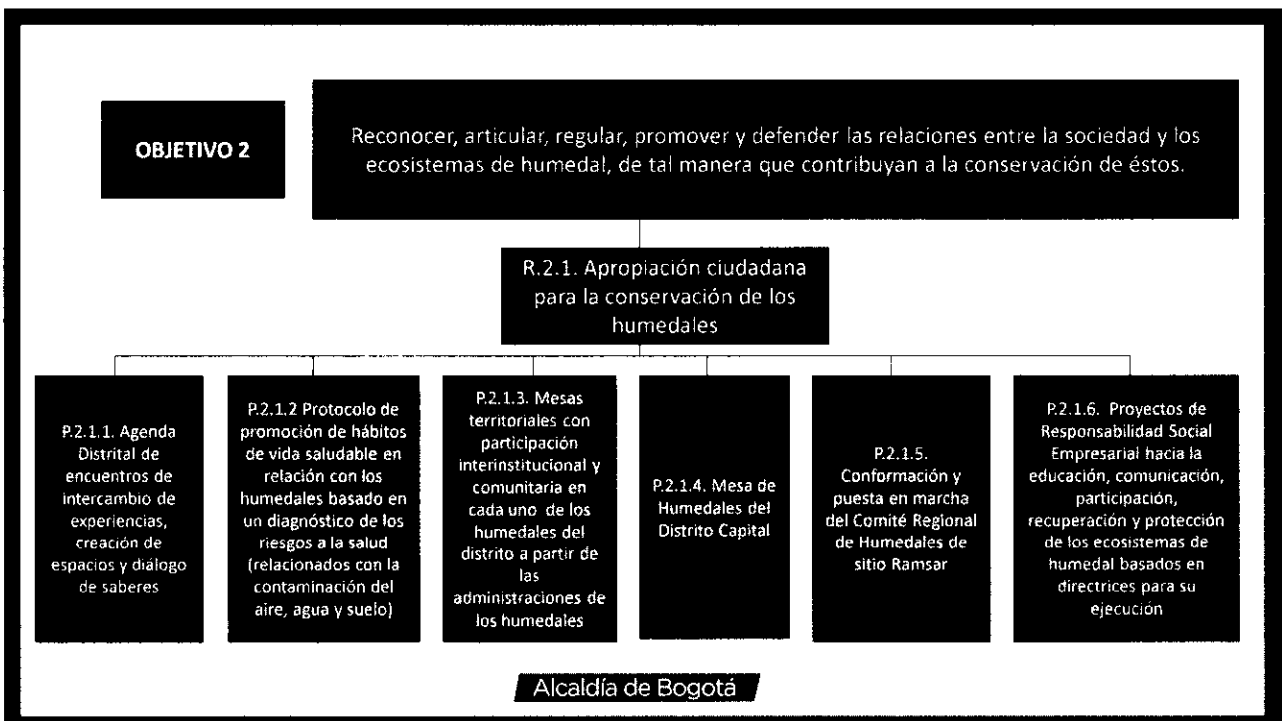 OBJETIVO 2
Reconocer, articular, regular, promover y defender las relaciones entre la sociedad y los
ecosistemas de humedal, de tal manera que contribuyan a la conservación de éstos.
R.2.1. Apropiación ciudadana
para la conservación de los
humedales
P.2.1.1. Agenda
Distrital de
encuentros de
intercambio de
experiencias,
creación de
espacios y diálogo
de saberes
P.2.1.2 Protocolo de
promoción de hábitos
de vida saludable en
relación con los
humedales basado en
un diagnóstico de los
riesgos a la salud
(relacionados con la
contaminación del
aire, agua y suelo)
P.2.1.3. Mesas
territoriales con
participación
interinstitucional y
comunitaria en
cada uno de los
humedales del
distrito a partir de
las
administraciones de
los humedales
P.2.1.4. Mesa de
Humedales del
Distrito Capital
P.2.1.5.
Conformación y
puesta en marcha
del Comité Regional
de Humedales de
sitio Ramsar
P.2.1.6. Proyectos de
Responsabilidad Social
Empresarial hacia la
educación, comunicación,
participación,
recuperación y protección
de los ecosistemas de
humedal basados en
directrices para su
ejecución
Alcaldía de Bogotá